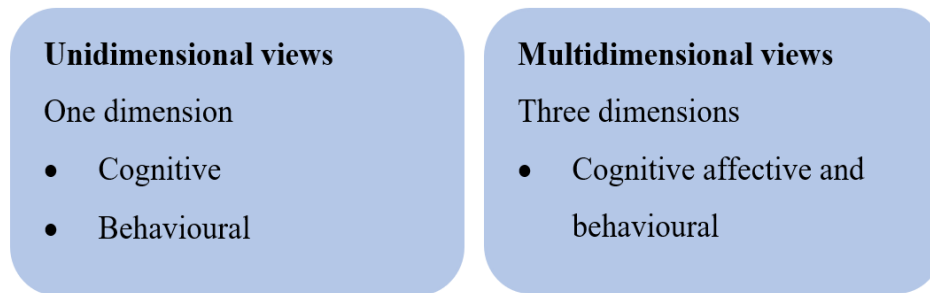 Unidimensional views
One dimension
• Cognitive
• Behavioural
Multidimensional views
Three dimensions
• Cognitive affective and
behavioural